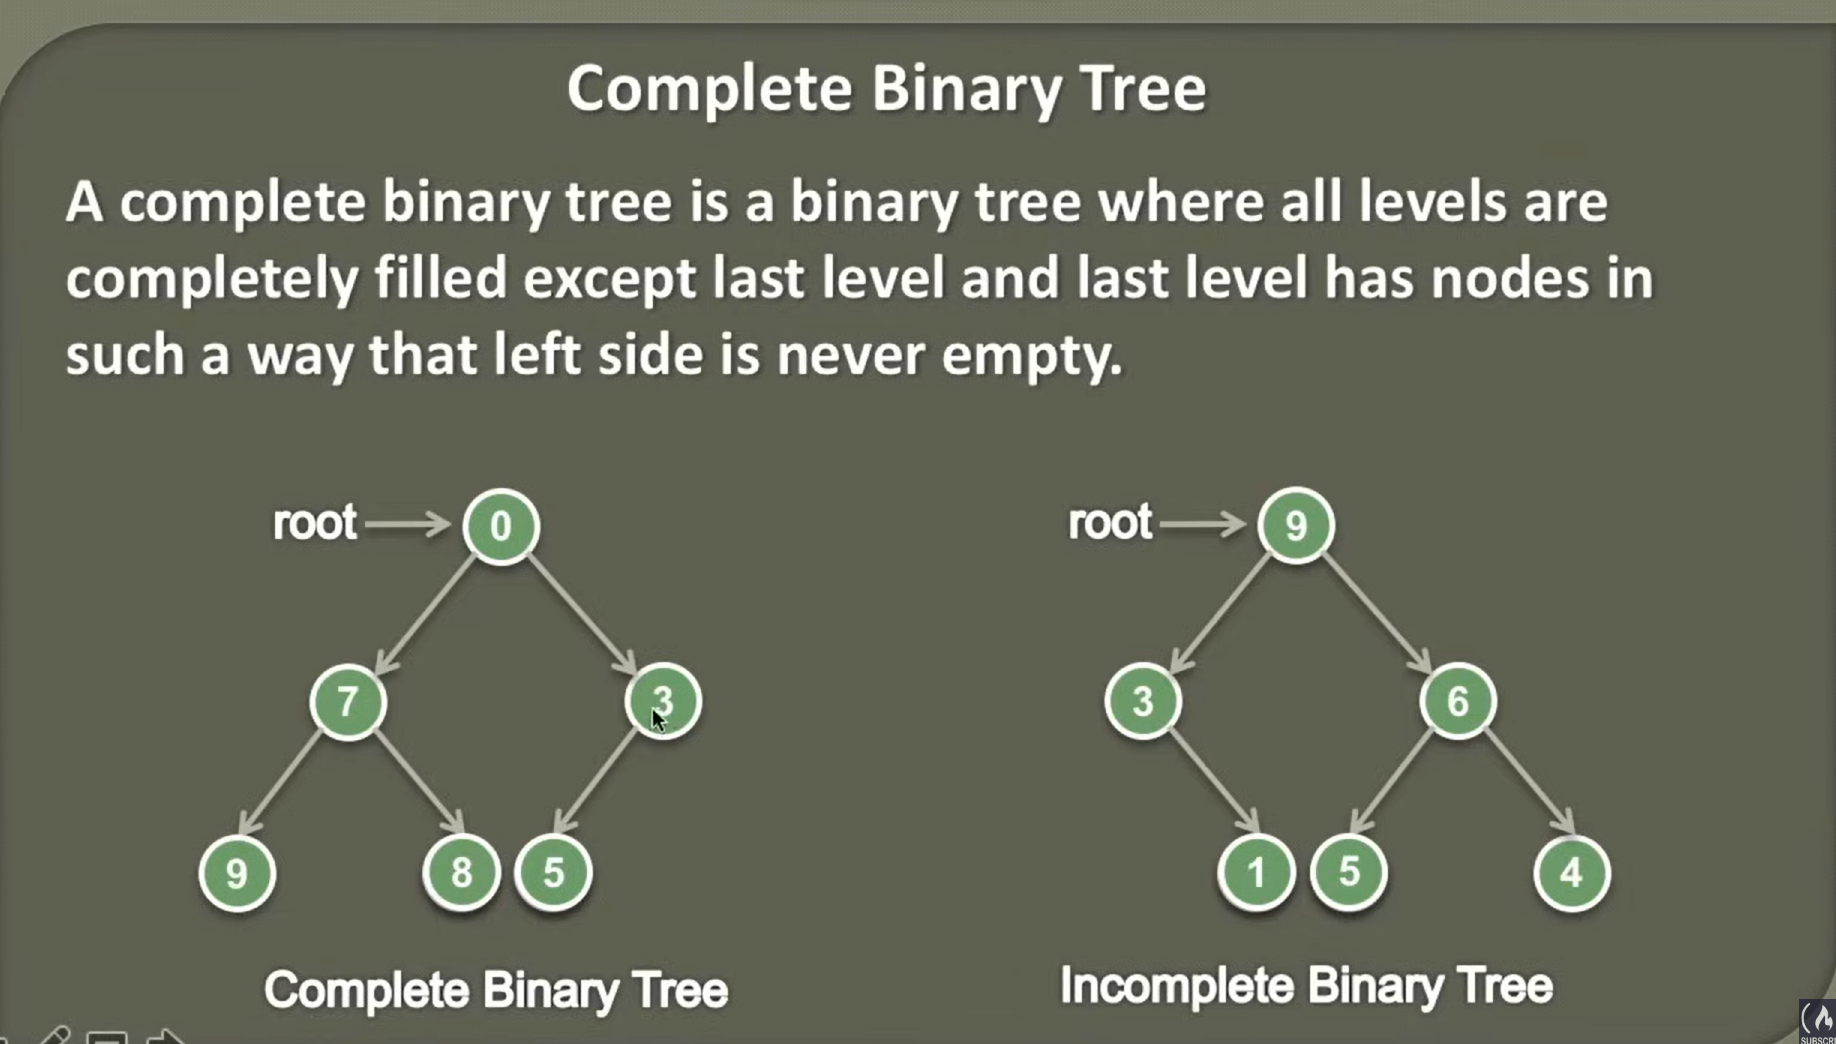 Complete Binary Tree
A complete binary tree is a binary tree where all levels are
completely filled except last level and last level has nodes in
such a way that left side is never empty.
root
0
7
3
9
8
5
Complete Binary Tree
root
9
3
6
1
5
4
Incomplete Binary Tree